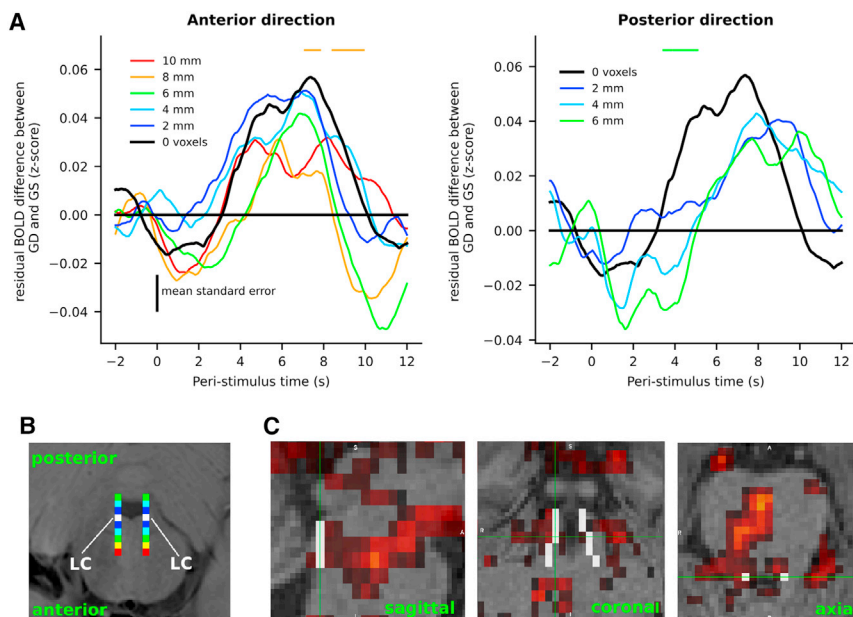 A
Anterior direction
Posterior direction
residual BOLD difference between
GD and GS (z-score)
0.06
0.04
0.02
0.00
−0.02
−0.04
10 mm
8 mm
6 mm
4 mm
2 mm
0 voxels
mean standard error
−2 0 2 4 6 8 10 12
Peri-stimulus time (s)
residual BOLD difference between
GD and GS (z-score)
0.06
0.04
0.02
0.00
−0.02
−0.04
0 voxels
2 mm
4 mm
6 mm
−2 0 2 4 6 8 10 12
Peri-stimulus time (s)
B
posterior
LC LC
anterior
C
S
A
I
sagittal
S
R
coronal
A
R
axia